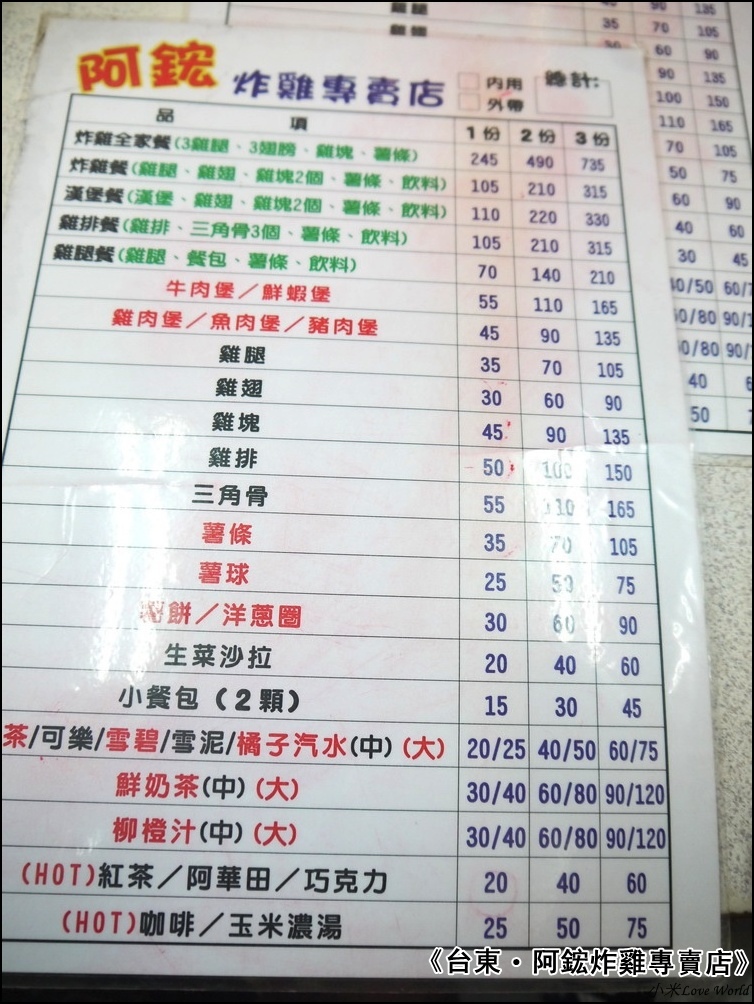 阿鋐 炸雞專賣店 內用 總計:
外帶
品 項 1份 2份 3份
炸雞全家餐(3雞腿、3翅膀、雞塊、薯條) 245 490 735
炸雞餐(雞腿、雞翅、雞塊2個、薯條、飲料) 105 210 315
漢堡餐(漢堡、雞翅、雞塊2個、薯條、飲料) 110 220 330
雞排餐(雞排、三角骨3個、薯條、飲料) 105 210 315
雞腿餐(雞腿、餐包、薯條、飲料) 70 140 210
牛肉堡／鮮蝦堡 55 110 165
雞肉堡／魚肉堡／豬肉堡 45 90 135
雞腿 35 70 105
雞翅 30 60 90
雞塊 45 90 135
雞排 50 100 150
三角骨 55 110 165
薯條 35 70 105
薯球 25 50 75
薯餅／洋蔥圈 30 60 90
生菜沙拉 20 40 60
小餐包（2顆） 15 30 45
茶/可樂/雪碧/雪泥/橘子汽水(中)(大) 20/25 40/50 60/75
鮮奶茶(中)(大) 30/40 60/80 90/120
柳橙汁(中)(大) 30/40 60/80 90/120
(HOT)紅茶／阿華田／巧克力 20 40 60
(HOT)咖啡／玉米濃湯 25 50 75
《台東・阿鋐炸雞專賣店》
小米Love World